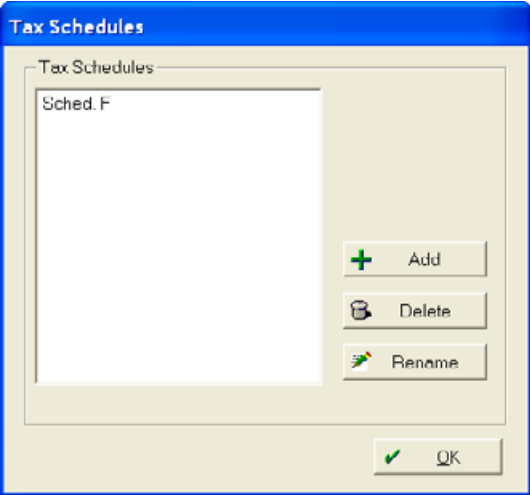 Tax Schedules
Tax Schedules
Sched. F
Add
Delete
Rename
OK